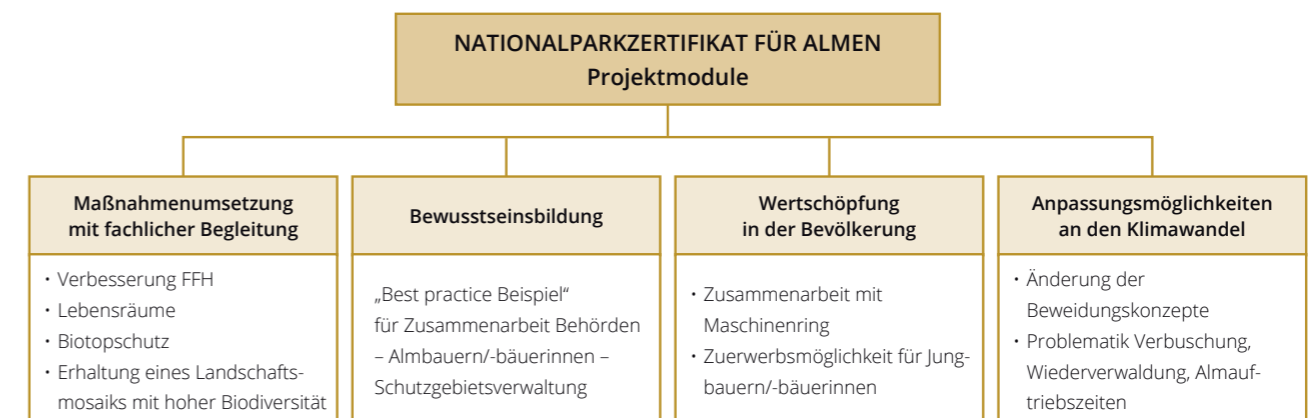 NATIONALPARKZERTIFIKAT FÜR ALMEN
Projektmodule
Maßnahmenumsetzung
mit fachlicher Begleitung
• Verbesserung FFH
• Lebensräume
• Biotopschutz
• Erhaltung eines Landschafts-
mosaiks mit hoher Biodiversität
Bewusstseinsbildung
„Best practice Beispiel“
für Zusammenarbeit Behörden
– Almbauern/-bäuerinnen –
Schutzgebietsverwaltung
Wertschöpfung
in der Bevölkerung
• Zusammenarbeit mit
Maschinenring
• Zuerwerbsmöglichkeit für Jung-
bauern/-bäuerinnen
Anpassungsmöglichkeiten
an den Klimawandel
• Änderung der
Beweidungskonzepte
• Problematik Verbuschung,
Wiederverwaldung, Almauf-
triebszeiten